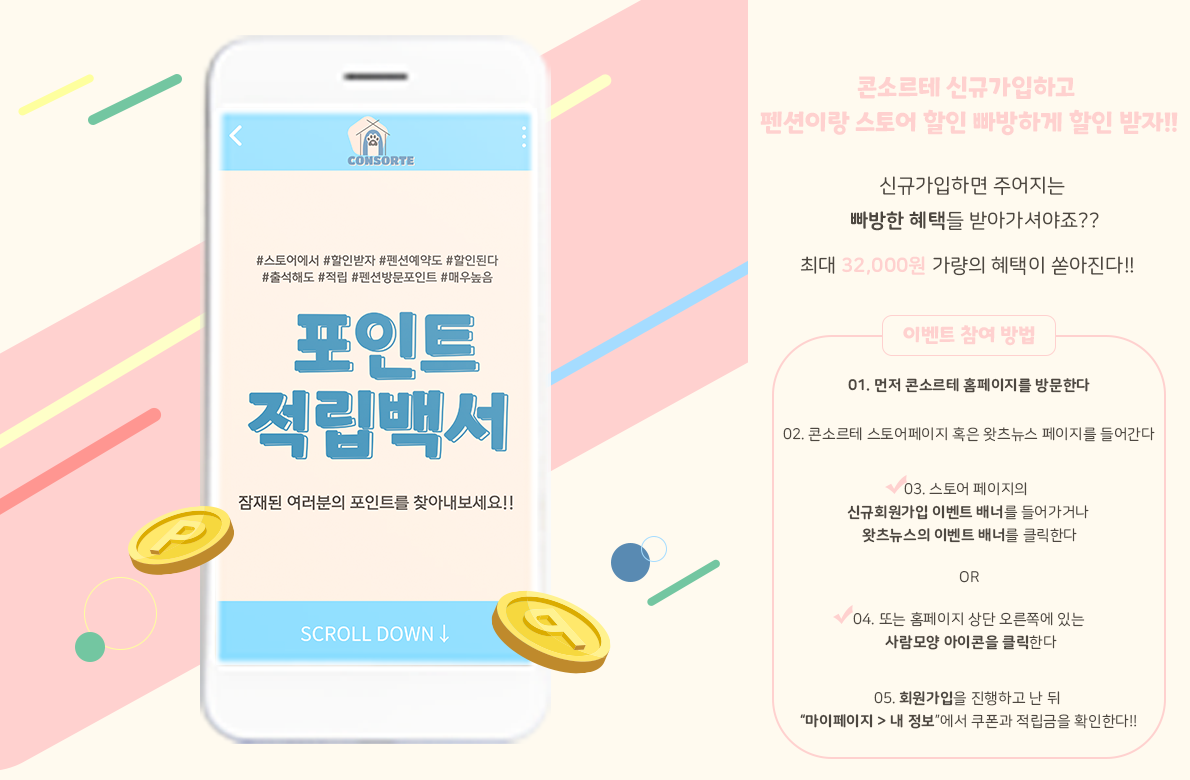 CONSORTE
#스토어에서 #할인받자 #펜션예약도 #할인된다
#출석해도 #적립 #펜션방문포인트 #매우높음
포인트
적립백서
잠재된 여러분의 포인트를 찾아내보세요!!
SCROLL DOWN↓
P
P
콘소르테 신규가입하고
펜션이랑 스토어 할인 빠방하게 할인 받자!!
신규가입하면 주어지는
빠방한 혜택들 받아가셔야죠??
최대 32,000원 가량의 혜택이 쏟아진다!!
이벤트 참여 방법
01. 먼저 콘소르테 홈페이지를 방문한다
02. 콘소르테 스토어페이지 혹은 왓츠뉴스 페이지를 들어간다
03. 스토어 페이지의
신규회원가입 이벤트 배너를 들어가거나
왓츠뉴스의 이벤트 배너를 클릭한다
OR
04. 또는 홈페이지 상단 오른쪽에 있는
사람모양 아이콘을 클릭한다
05. 회원가입을 진행하고 난 뒤
“마이페이지 > 내 정보”에서 쿠폰과 적립금을 확인한다!!